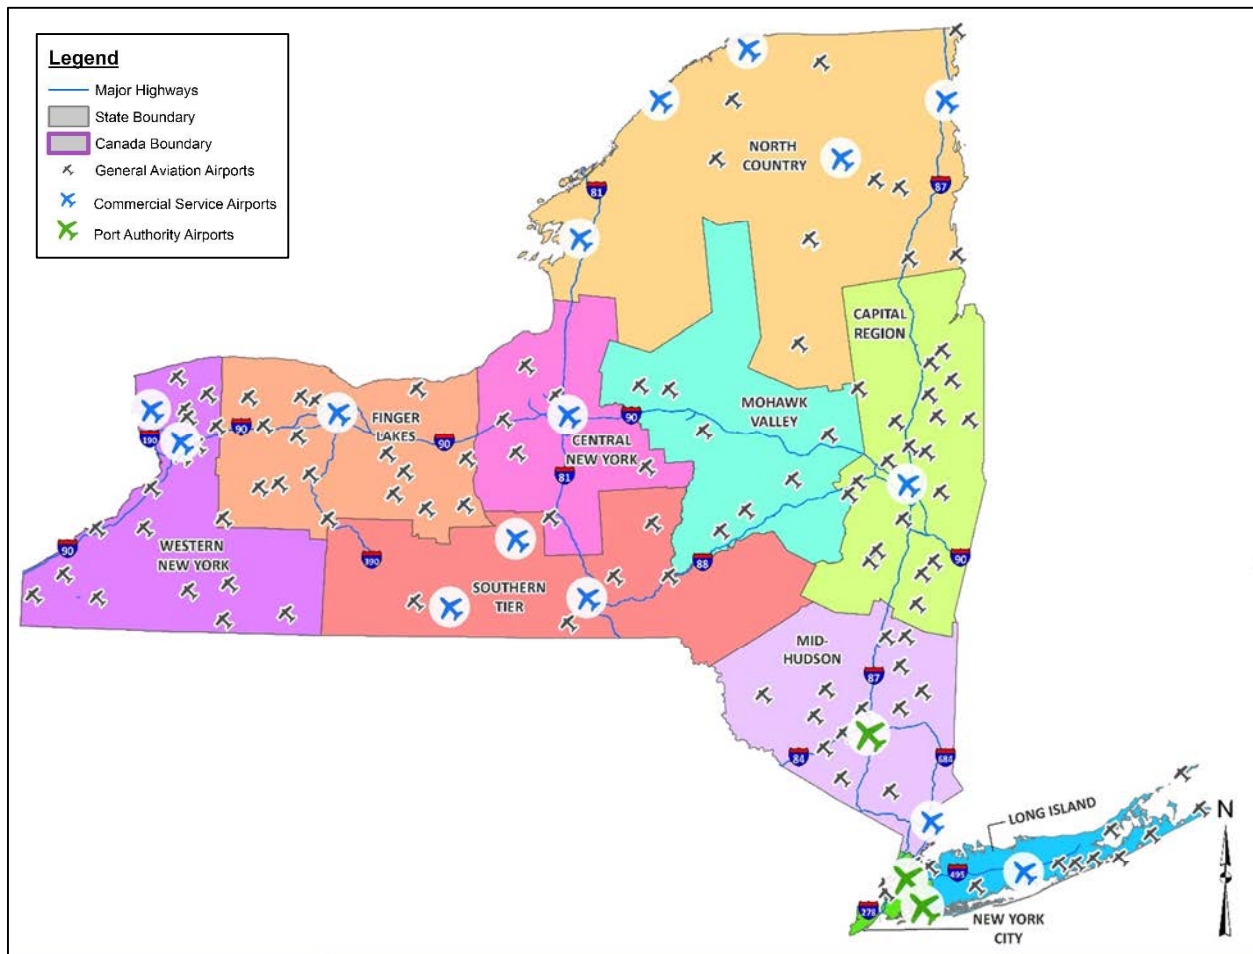 Legend
Major Highways
State Boundary
Canada Boundary
General Aviation Airports
Commercial Service Airports
Port Authority Airports
NORTH
COUNTRY
81
87
CAPITAL
REGION
MOHAWK
VALLEY
FINGER
LAKES
190
90
90
90
CENTRAL
NEW YORK
81
WESTERN
NEW YORK
90
390
SOUTHERN
TIER
88
90
MID-
HUDSON
87
84
684
LONG ISLAND
N
495
278
NEW YORK
CITY